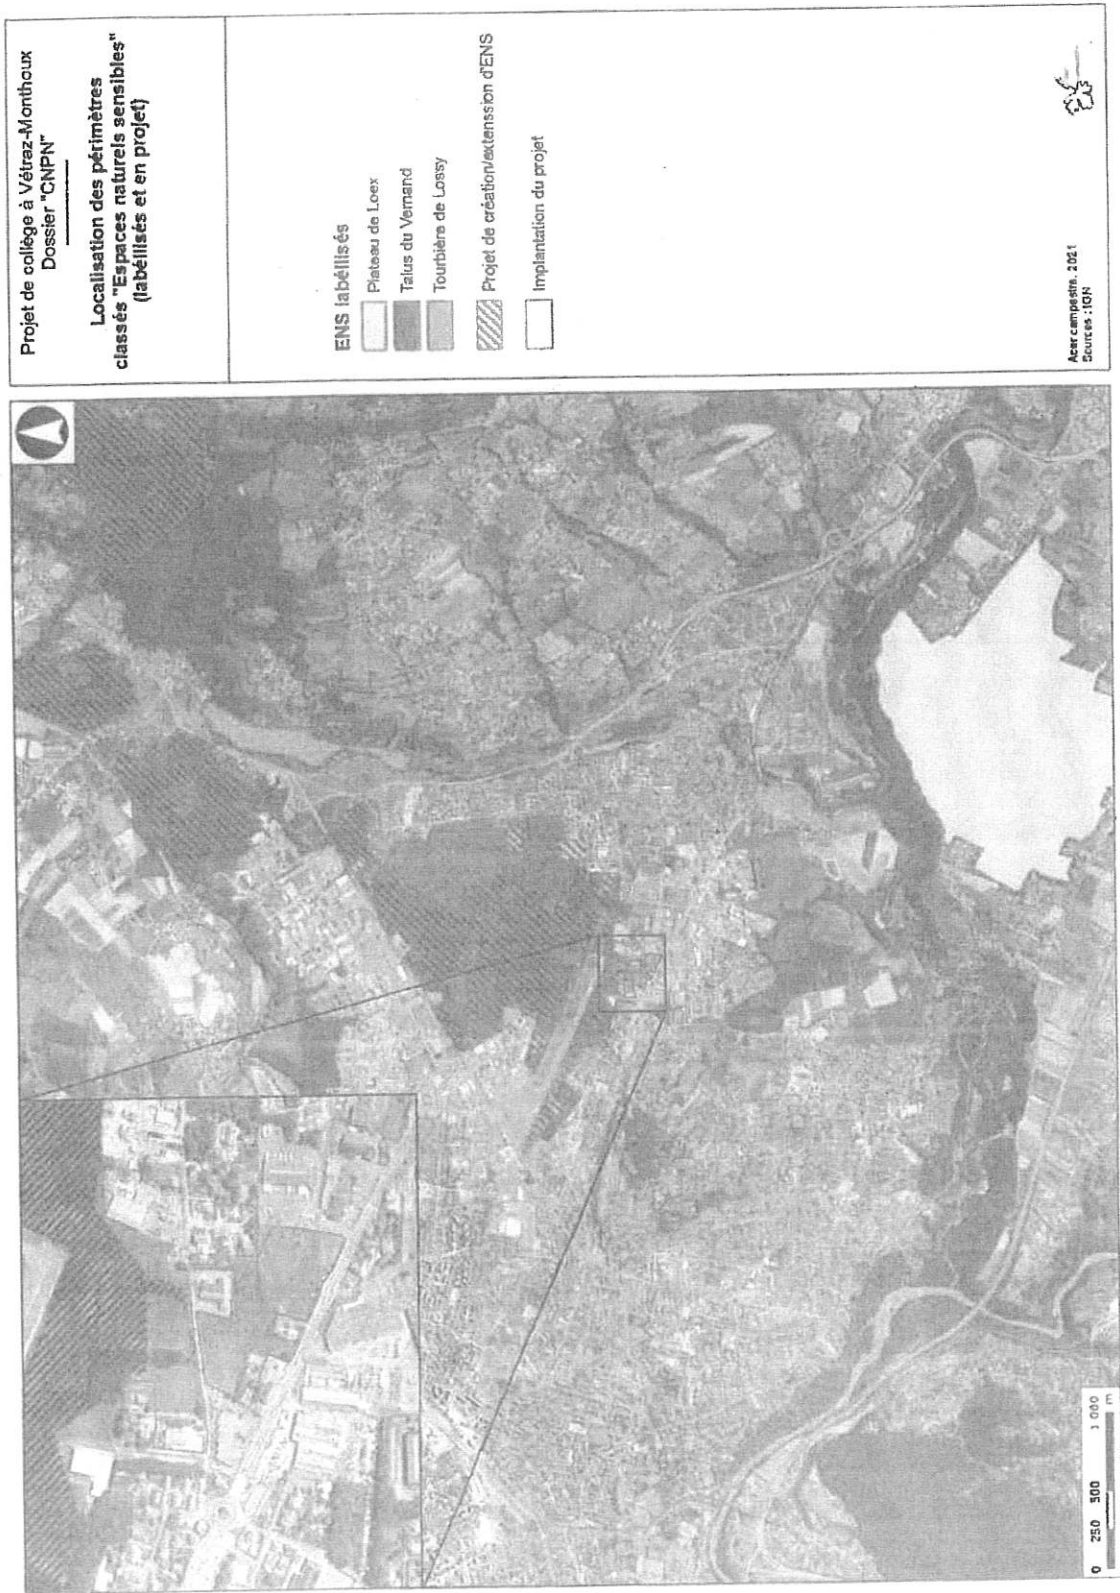 Projet de collège à Vétraz-Monthoux
Dossier "CNPN"
Localisation des périmètres
classés "Espaces naturels sensibles"
(labéllisés et en projet)
ENS labéllisés
Plateau de Loex
Talus du Vernand
Tourbière de Lossy
Projet de création/extenssion d'ENS
Implantation du projet
Acer campestre, 2021
Sources : IGN
0 250 500 1 000
m